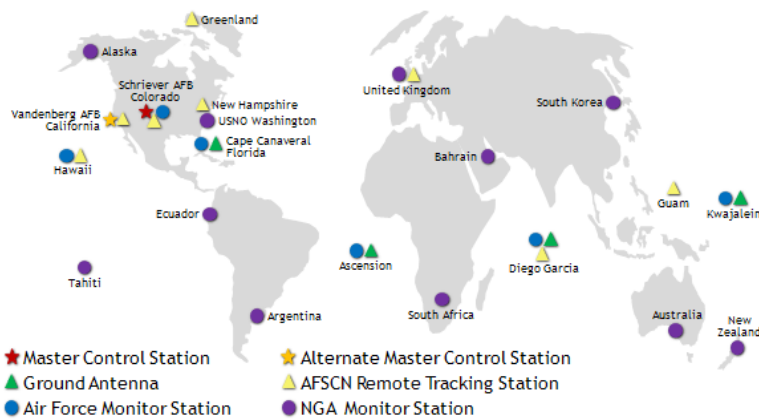 Greenland
Alaska
Schriever AFB
Colorado
Vandenberg AFB
California
New Hampshire
USNO Washington
Cape Canaveral
Florida
Hawaii
United Kingdom
South Korea
Bahrain
Guam
Kwajalein
Ecuador
Tahiti
Ascension
Diego Garcia
Argentina
South Africa
Australia
New
Zealand
Master Control Station
Alternate Master Control Station
Ground Antenna
AFSCN Remote Tracking Station
Air Force Monitor Station
NGA Monitor Station